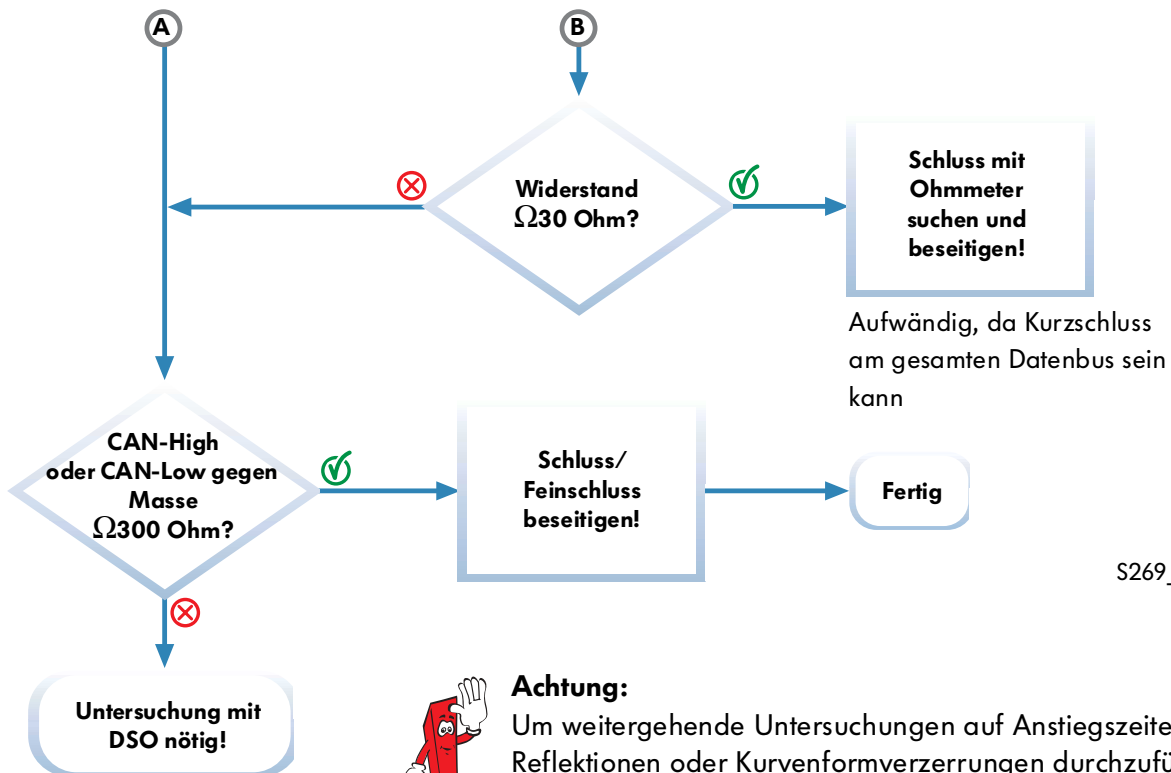 A
B
Widerstand
Ω30 Ohm?
Schluss mit
Ohmmeter
suchen und
beseitigen!
Aufwändig, da Kurzschluss
am gesamten Datenbus sein
kann
CAN-High
oder CAN-Low gegen
Masse
Ω300 Ohm?
Schluss/
Feinschluss
beseitigen!
Fertig
S269_
Untersuchung mit
DSO nötig!
Achtung:
Um weitergehende Untersuchungen auf Anstiegszeite
Reflektionen oder Kurvenformverzerrungen durchzufü